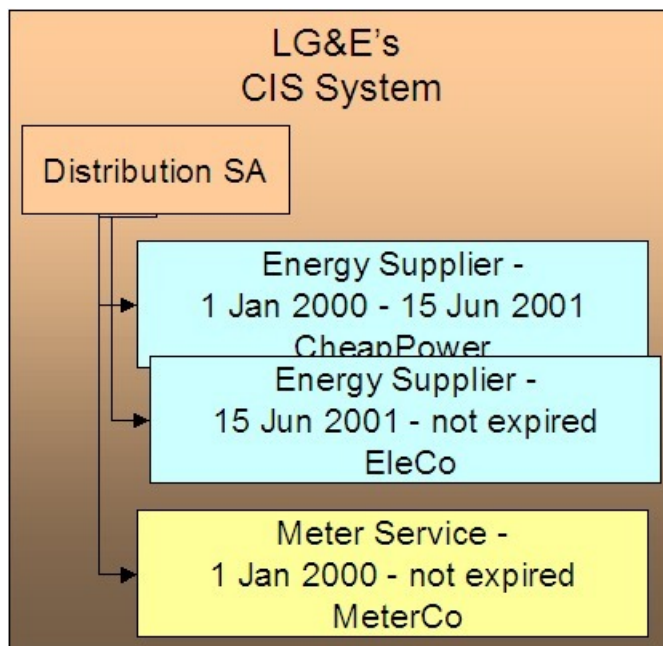 LG&E's
CIS System
Distribution SA
Energy Supplier -
1 Jan 2000 - 15 Jun 2001
CheapPower
Energy Supplier -
15 Jun 2001 - not expired
EleCo
Meter Service -
1 Jan 2000 - not expired
MeterCo